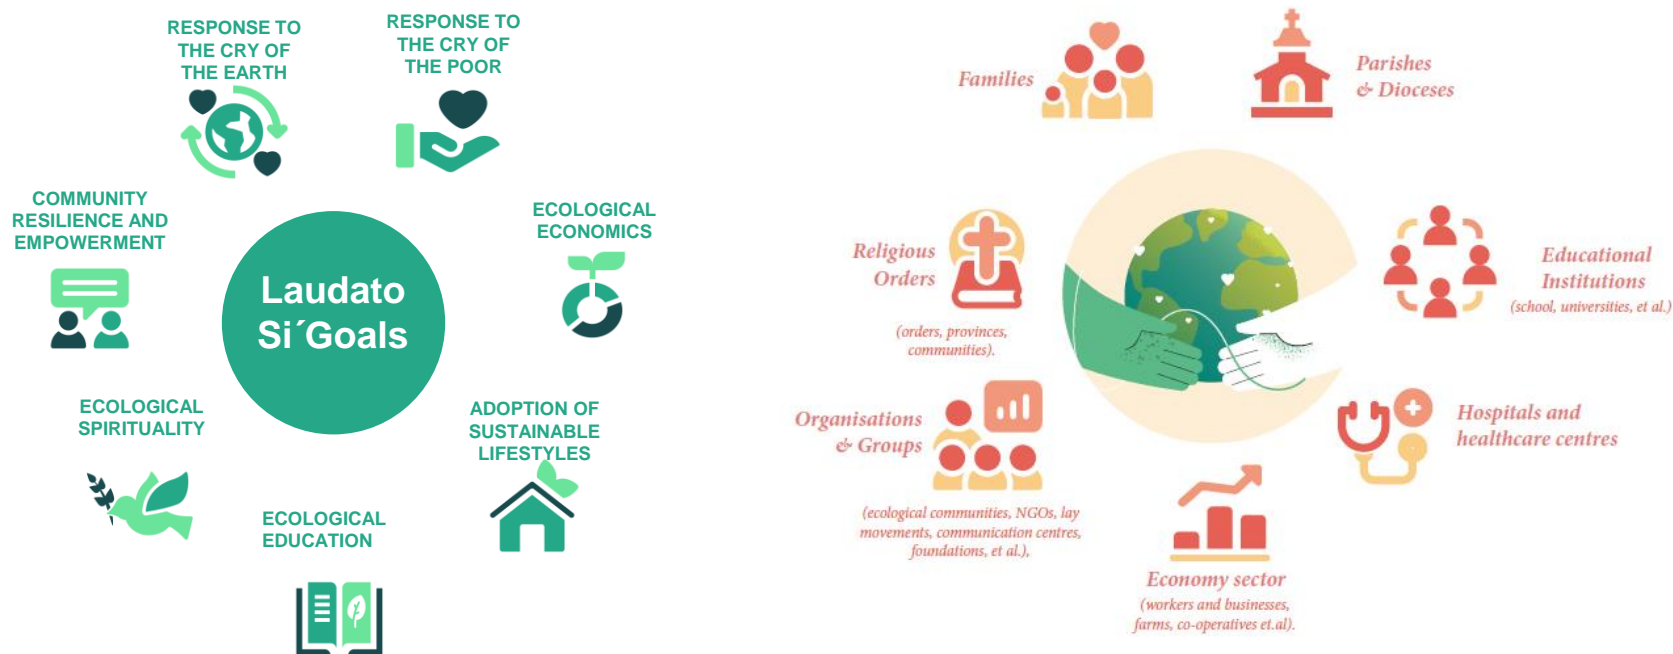 RESPONSE TO
THE CRY OF
THE EARTH
RESPONSE TO
THE CRY OF
THE POOR
COMMUNITY
RESILIENCE AND
EMPOWERMENT
ECOLOGICAL
ECONOMICS
Laudato
Si´Goals
ECOLOGICAL
SPIRITUALITY
ADOPTION OF
SUSTAINABLE
LIFESTYLES
ECOLOGICAL
EDUCATION
Families
Parishes
& Dioceses
Religious
Orders
(orders, provinces,
communities).
Educational
Institutions
(school, universities, et al.)
Organisations
& Groups
(ecological communities, NGOs, lay
movements, communication centres,
foundations, et al.),
Hospitals and
healthcare centres
Economy sector
(workers and businesses,
farms, co-operatives et.al).